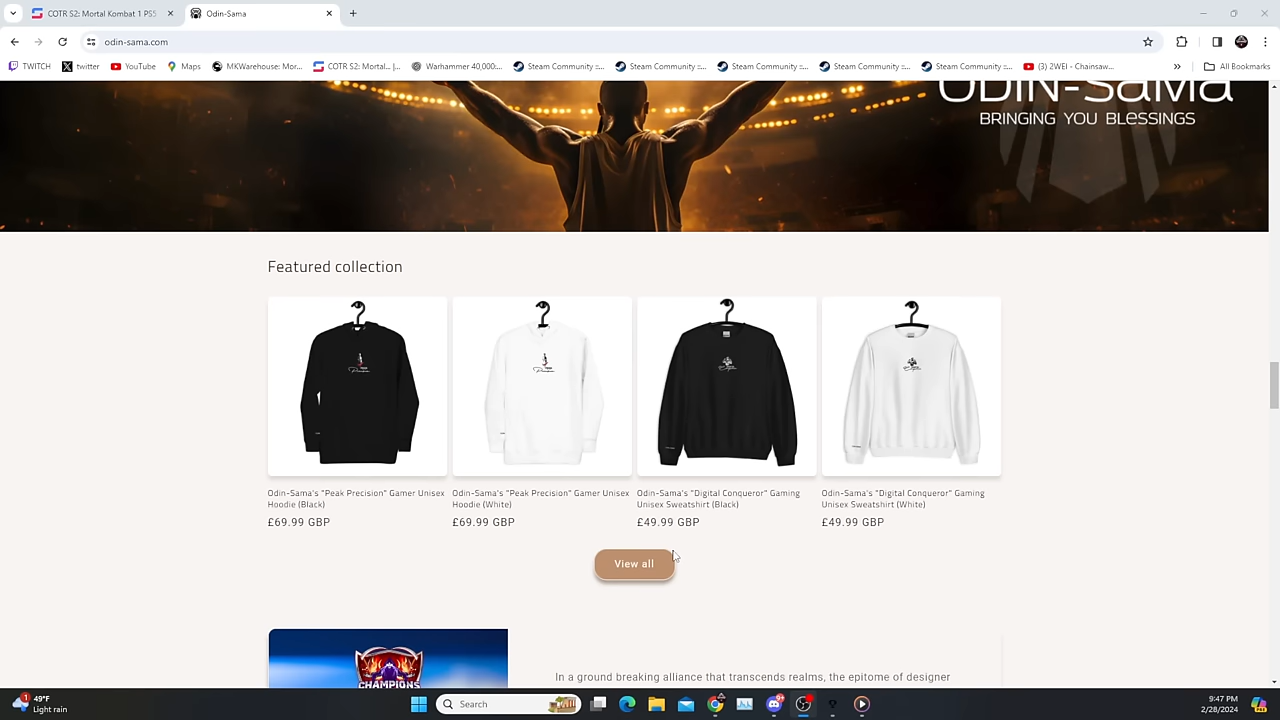 COTR S2: Mortal Kombat 1 PS5
Odin-Sama
odin-sama.com
TWITCH
twitter
YouTube
Maps
MKWarehouse: Mor...
COTR S2: Mortal... |...
Warhammer 40,000:...
Steam Community ::...
Steam Community ::...
Steam Community ::...
Steam Community ::...
Steam Community ::...
(3) 2WEI - Chainsaw...
»
All Bookmarks
ODIN-SAMA
BRINGING YOU BLESSINGS
Featured collection
Odin-Sama's "Peak Precision" Gamer Unisex
Hoodie (Black)
£69.99 GBP
Odin-Sama's "Peak Precision" Gamer Unisex
Hoodie (White)
£69.99 GBP
Odin-Sama's "Digital Conqueror" Gaming
Unisex Sweatshirt (Black)
£49.99 GBP
Odin-Sama's "Digital Conqueror" Gaming
Unisex Sweatshirt (White)
£49.99 GBP
View all
CHAMPIONS
In a ground breaking alliance that transcends realms, the epitome of designer
1
49°F
Light rain
Search
9:47 PM
2/28/2024